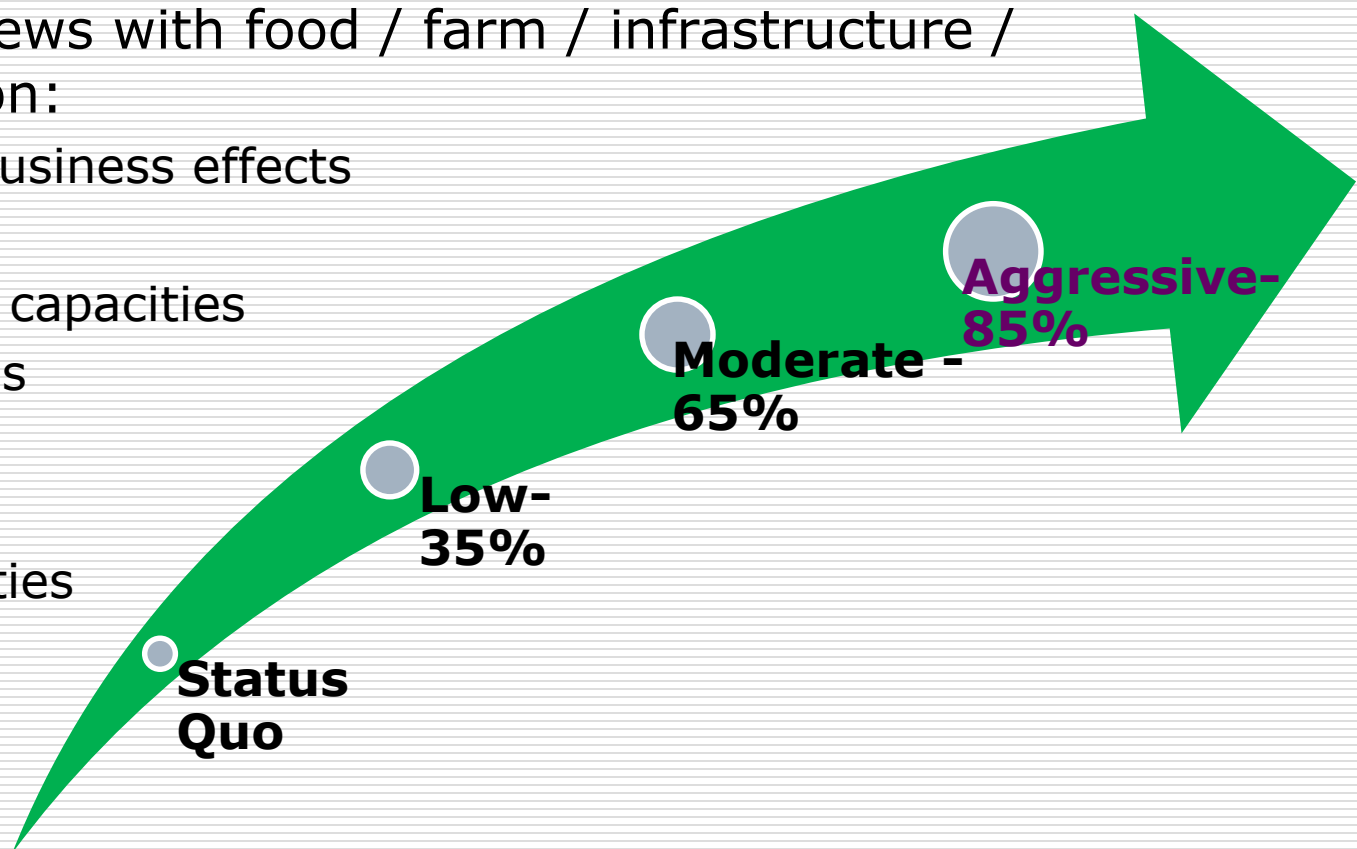 ews with food / farm / infrastructure /
on:
usiness effects
capacities
s
ties
Aggressive-
85%
Moderate -
65%
Low-
35%
Status
Quo